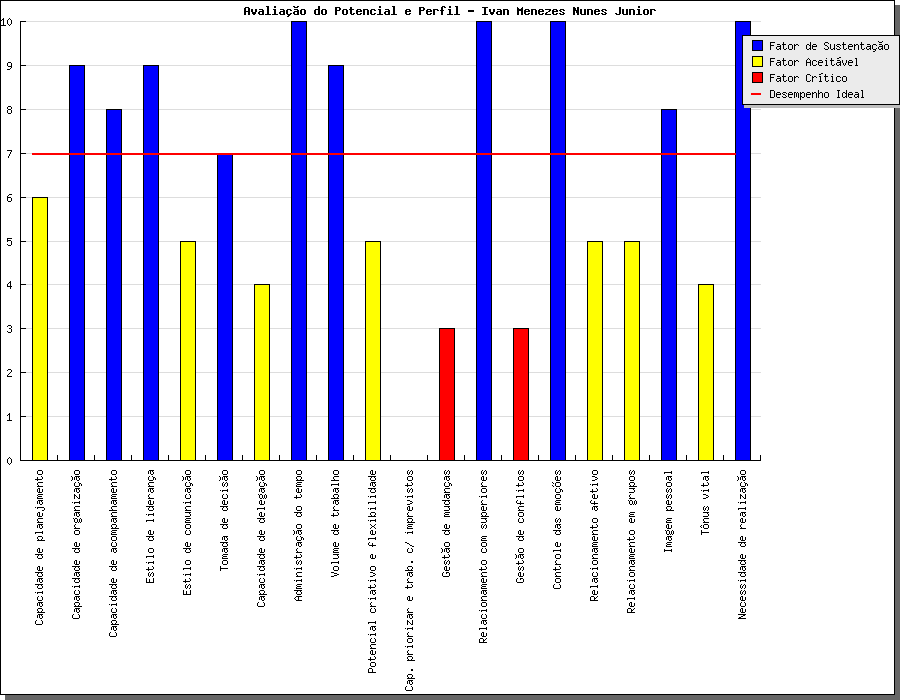 Avaliação do Potencial e Perfil - Ivan Menezes Nunes Junior
10
9
8
7
6
5
4
3
2
1
0
Fator de Sustentação
Fator Aceitável
Fator Crítico
Desempenho Ideal
Capacidade de planejamento
Capacidade de organização
Capacidade de acompanhamento
Estilo de liderança
Estilo de comunicação
Tomada de decisão
Capacidade de delegação
Administração do tempo
Volume de trabalho
Potencial criativo e flexibilidade
Cap. priorizar e trab. c/ imprevistos
Gestão de mudanças
Relacionamento com superiores
Gestão de conflitos
Controle das emoções
Relacionamento afetivo
Relacionamento em grupos
Imagem pessoal
Tônus vital
Necessidade de realização